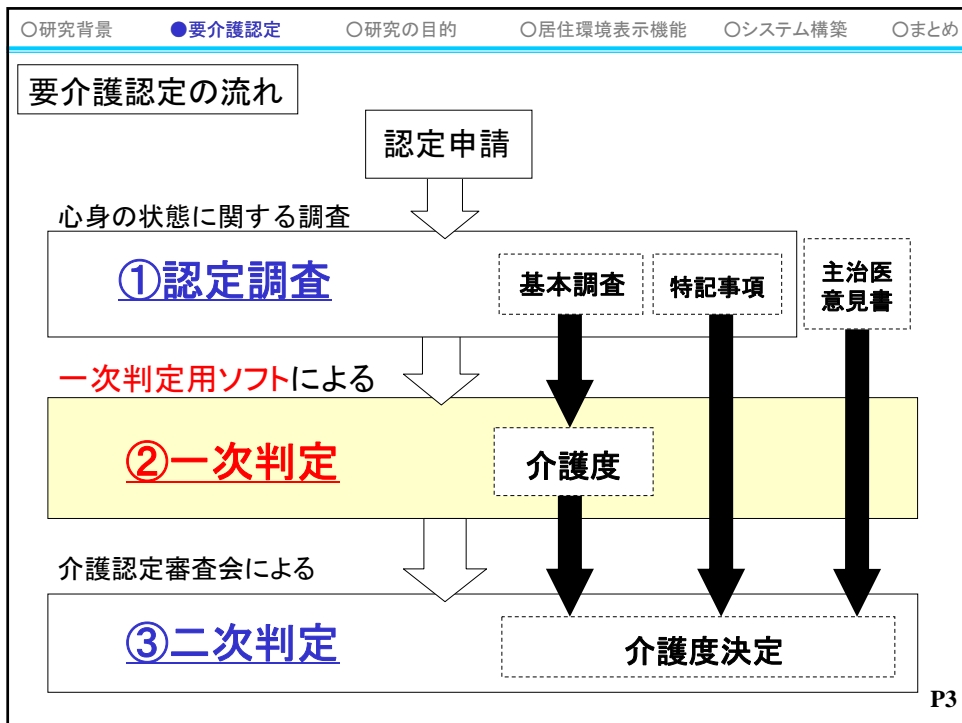 ○研究背景 ●要介護認定 ○研究の目的 ○居住環境表示機能 ○システム構築 ○まとめ
要介護認定の流れ
認定申請
心身の状態に関する調査
①認定調査
基本調査
特記事項
主治医
意見書
一次判定用ソフトによる
②一次判定
介護度
介護認定審査会による
③二次判定
介護度決定
P3